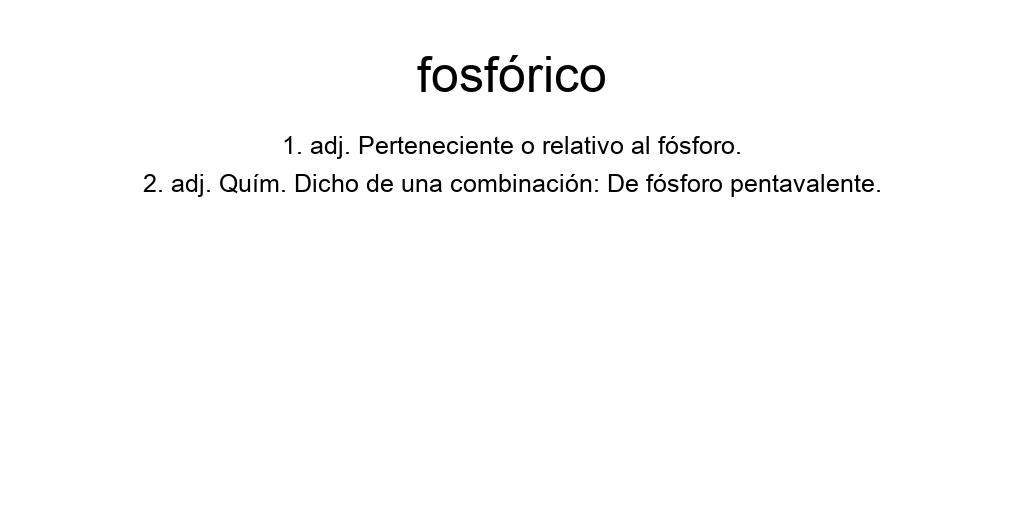 fosfórico
1. adj. Perteneciente o relativo al fósforo.
2. adj. Quím. Dicho de una combinación: De fósforo pentavalente.